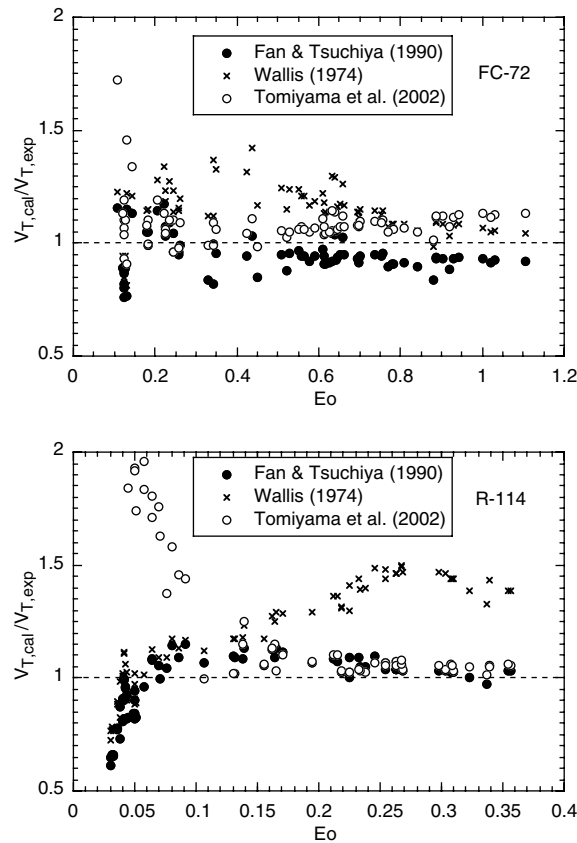 2
1.5
1
0.5
V_T,cal/V_T,exp
Fan & Tsuchiya (1990)
Wallis (1974)
Tomiyama et al. (2002)
FC-72
0 0.2 0.4 0.6 0.8 1 1.2
Eo
2
1.5
1
0.5
V_T,cal/V_T,exp
Fan & Tsuchiya (1990)
Wallis (1974)
Tomiyama et al. (2002)
R-114
0 0.05 0.1 0.15 0.2 0.25 0.3 0.35 0.4
Eo